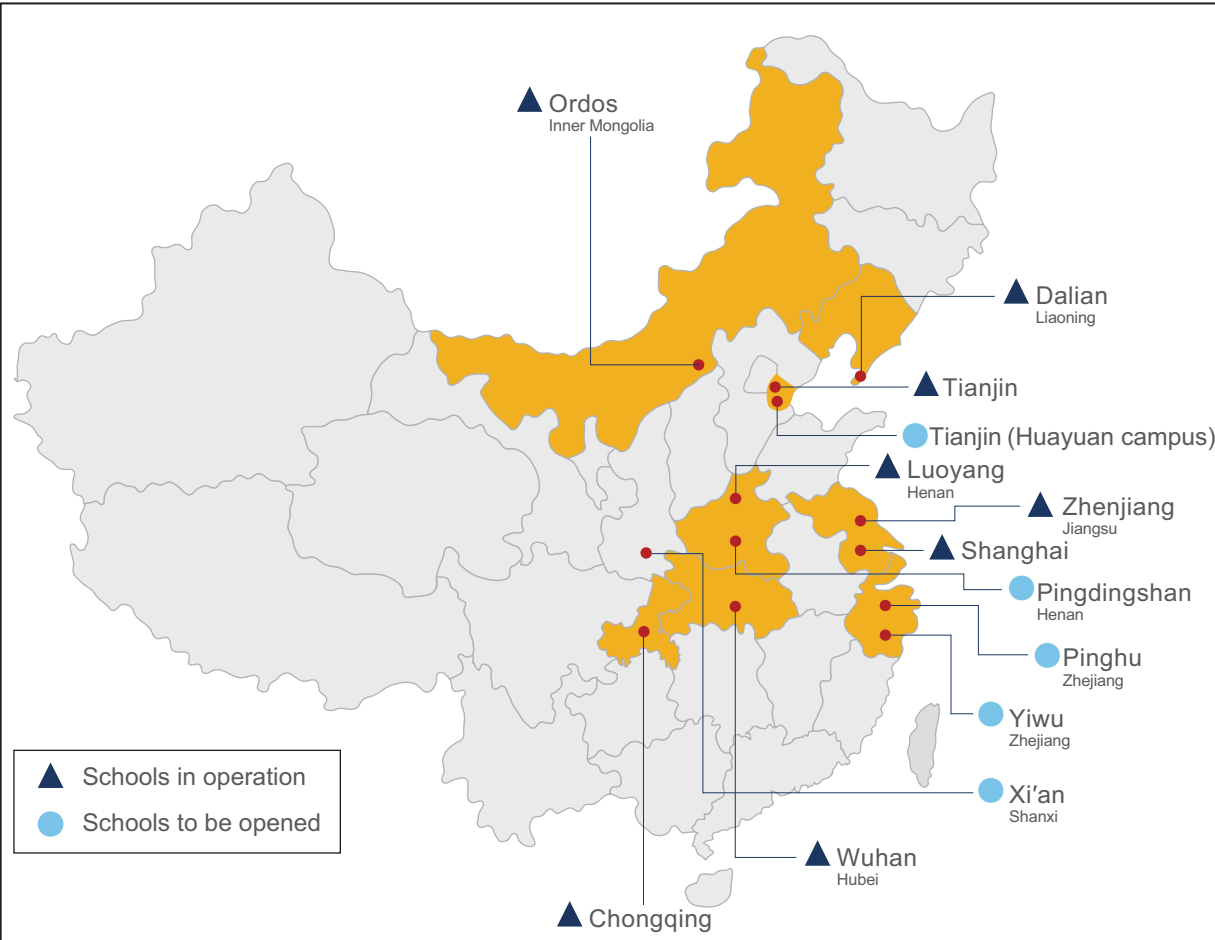 Ordos
Inner Mongolia
Dalian
Liaoning
Tianjin
Tianjin (Huayuan campus)
Luoyang
Henan
Zhenjiang
Jiangsu
Shanghai
Pingdingshan
Henan
Pinghu
Zhejiang
Yiwu
Zhejiang
Xi′an
Shanxi
Wuhan
Hubei
Chongqing
Schools in operation
Schools to be opened